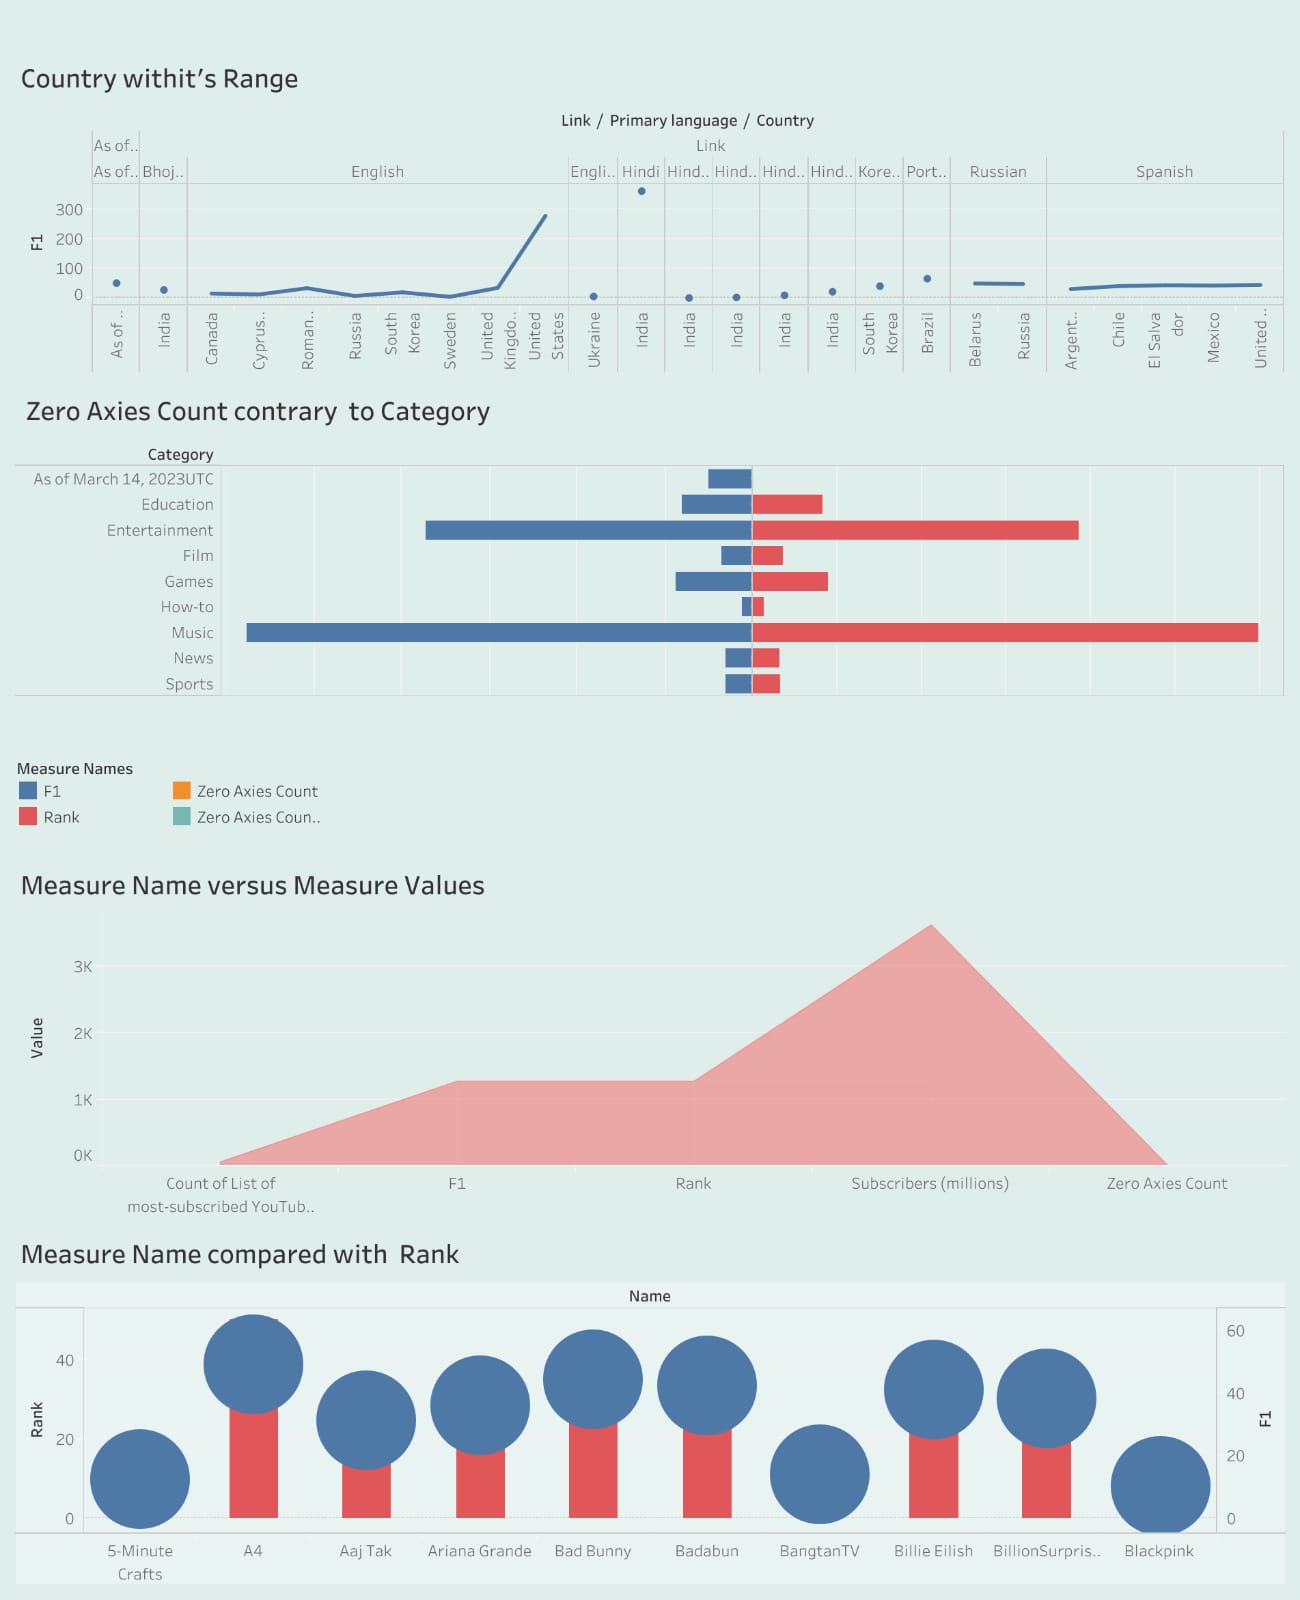 Country withit's Range
Link / Primary language / Country
As of.. Link
As of.. Bhoj.. English Engli.. Hindi Hind.. Hind.. Hind.. Hind.. Kore.. Port.. Russian Spanish
F1
300
200
100
0
As of ..
India
Canada
Cyprus..
Roman..
Russia
South
Korea
Sweden
United
Kingdo..
United
States
Ukraine
India
India
India
India
India
South
Korea
Brazil
Belarus
Russia
Argent..
Chile
El Salva
dor
Mexico
United ..
Zero Axies Count contrary to Category
Category
As of March 14, 2023UTC
Education
Entertainment
Film
Games
How-to
Music
News
Sports
Measure Names
F1 Zero Axies Count
Rank Zero Axies Coun..
Measure Name versus Measure Values
Value
3K
2K
1K
0K
Count of List of
most-subscribed YouTub..
F1
Rank
Subscribers (millions)
Zero Axies Count
Measure Name compared with Rank
Name
Rank
40
20
0
60
40
20
0
F1
5-Minute
Crafts
A4
Aaj Tak
Ariana Grande
Bad Bunny
Badabun
BangtanTV
Billie Eilish
BillionSurpris..
Blackpink